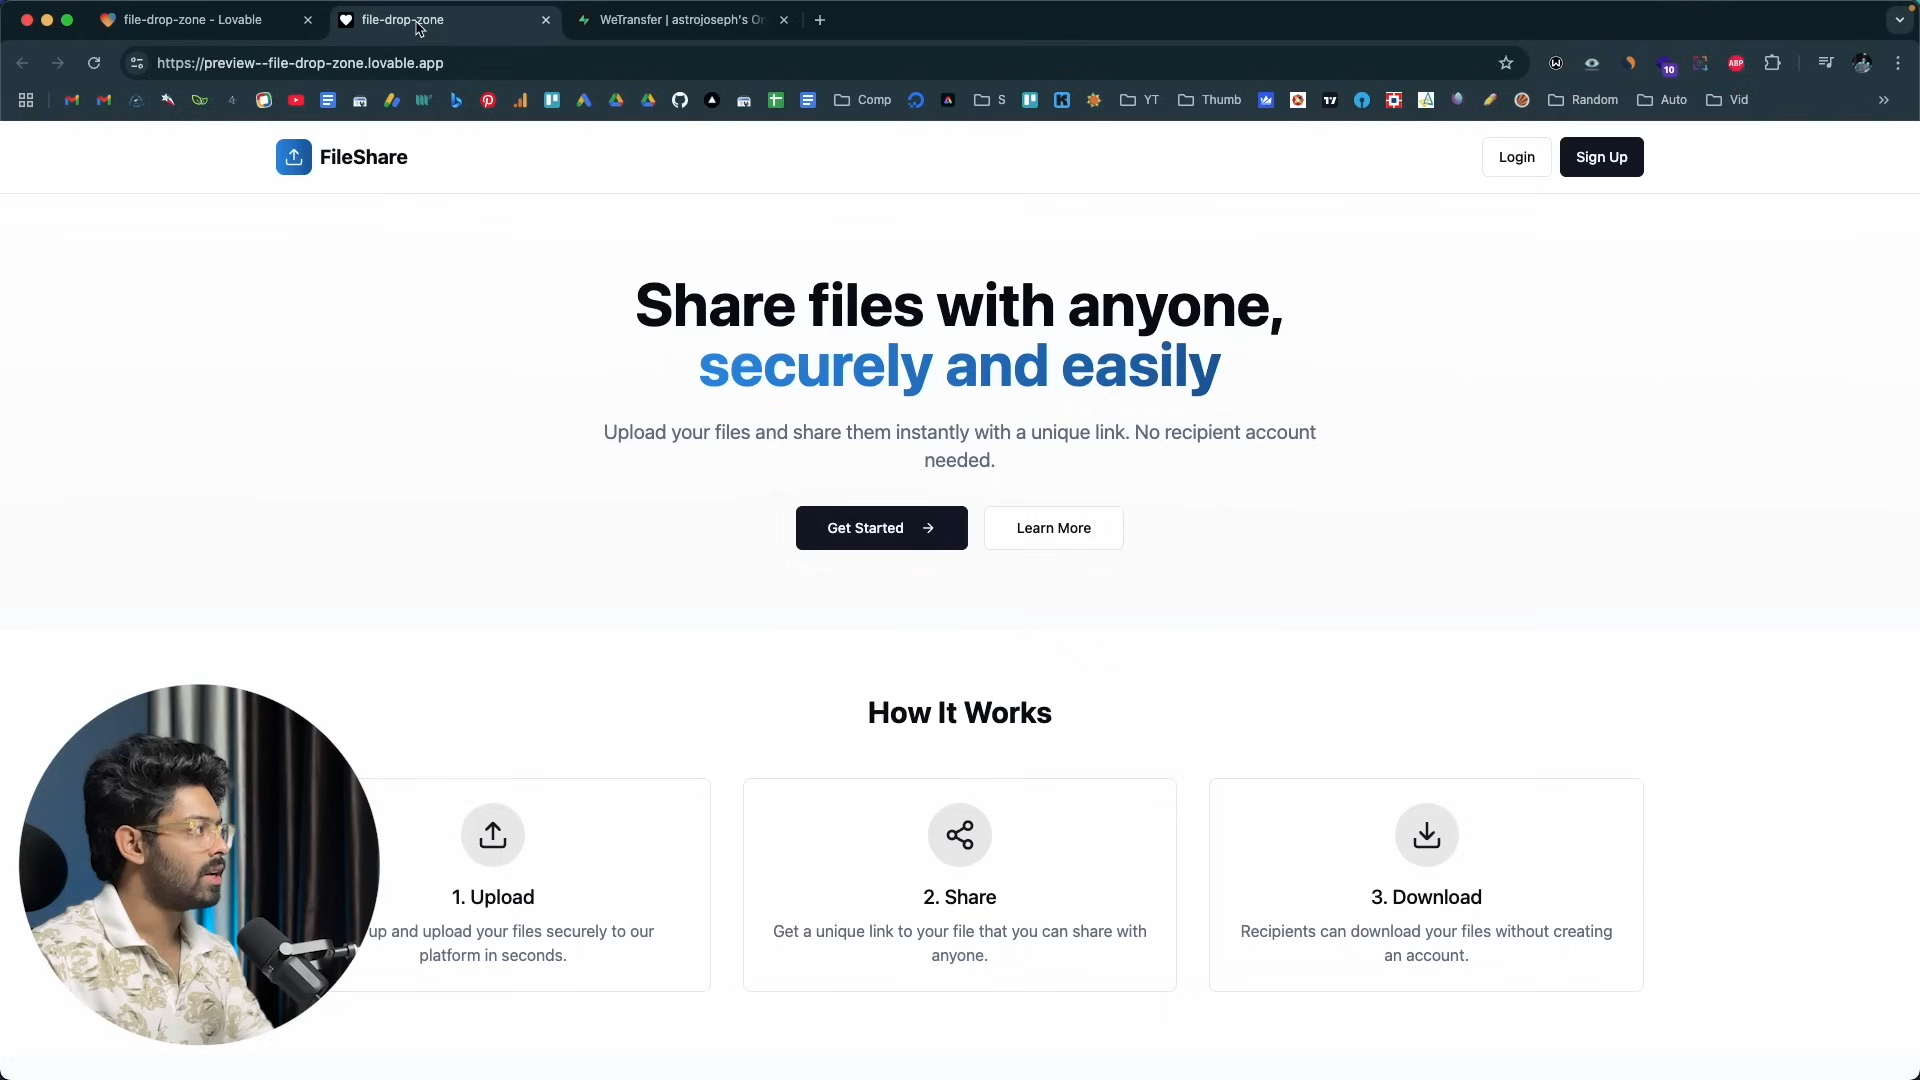 file-drop-zone - Lovable
file-drop-zone
WeTransfer | astrojoseph's Or
https://preview--file-drop-zone.lovable.app
10
ABP
Comp
S
YT
Thumb
Random
Auto
Vid
FileShare
Login
Sign Up
Share files with anyone,
securely and easily
Upload your files and share them instantly with a unique link. No recipient account
needed.
Get Started
Learn More
How It Works
1. Upload
up and upload your files securely to our
platform in seconds.
2. Share
Get a unique link to your file that you can share with
anyone.
3. Download
Recipients can download your files without creating
an account.